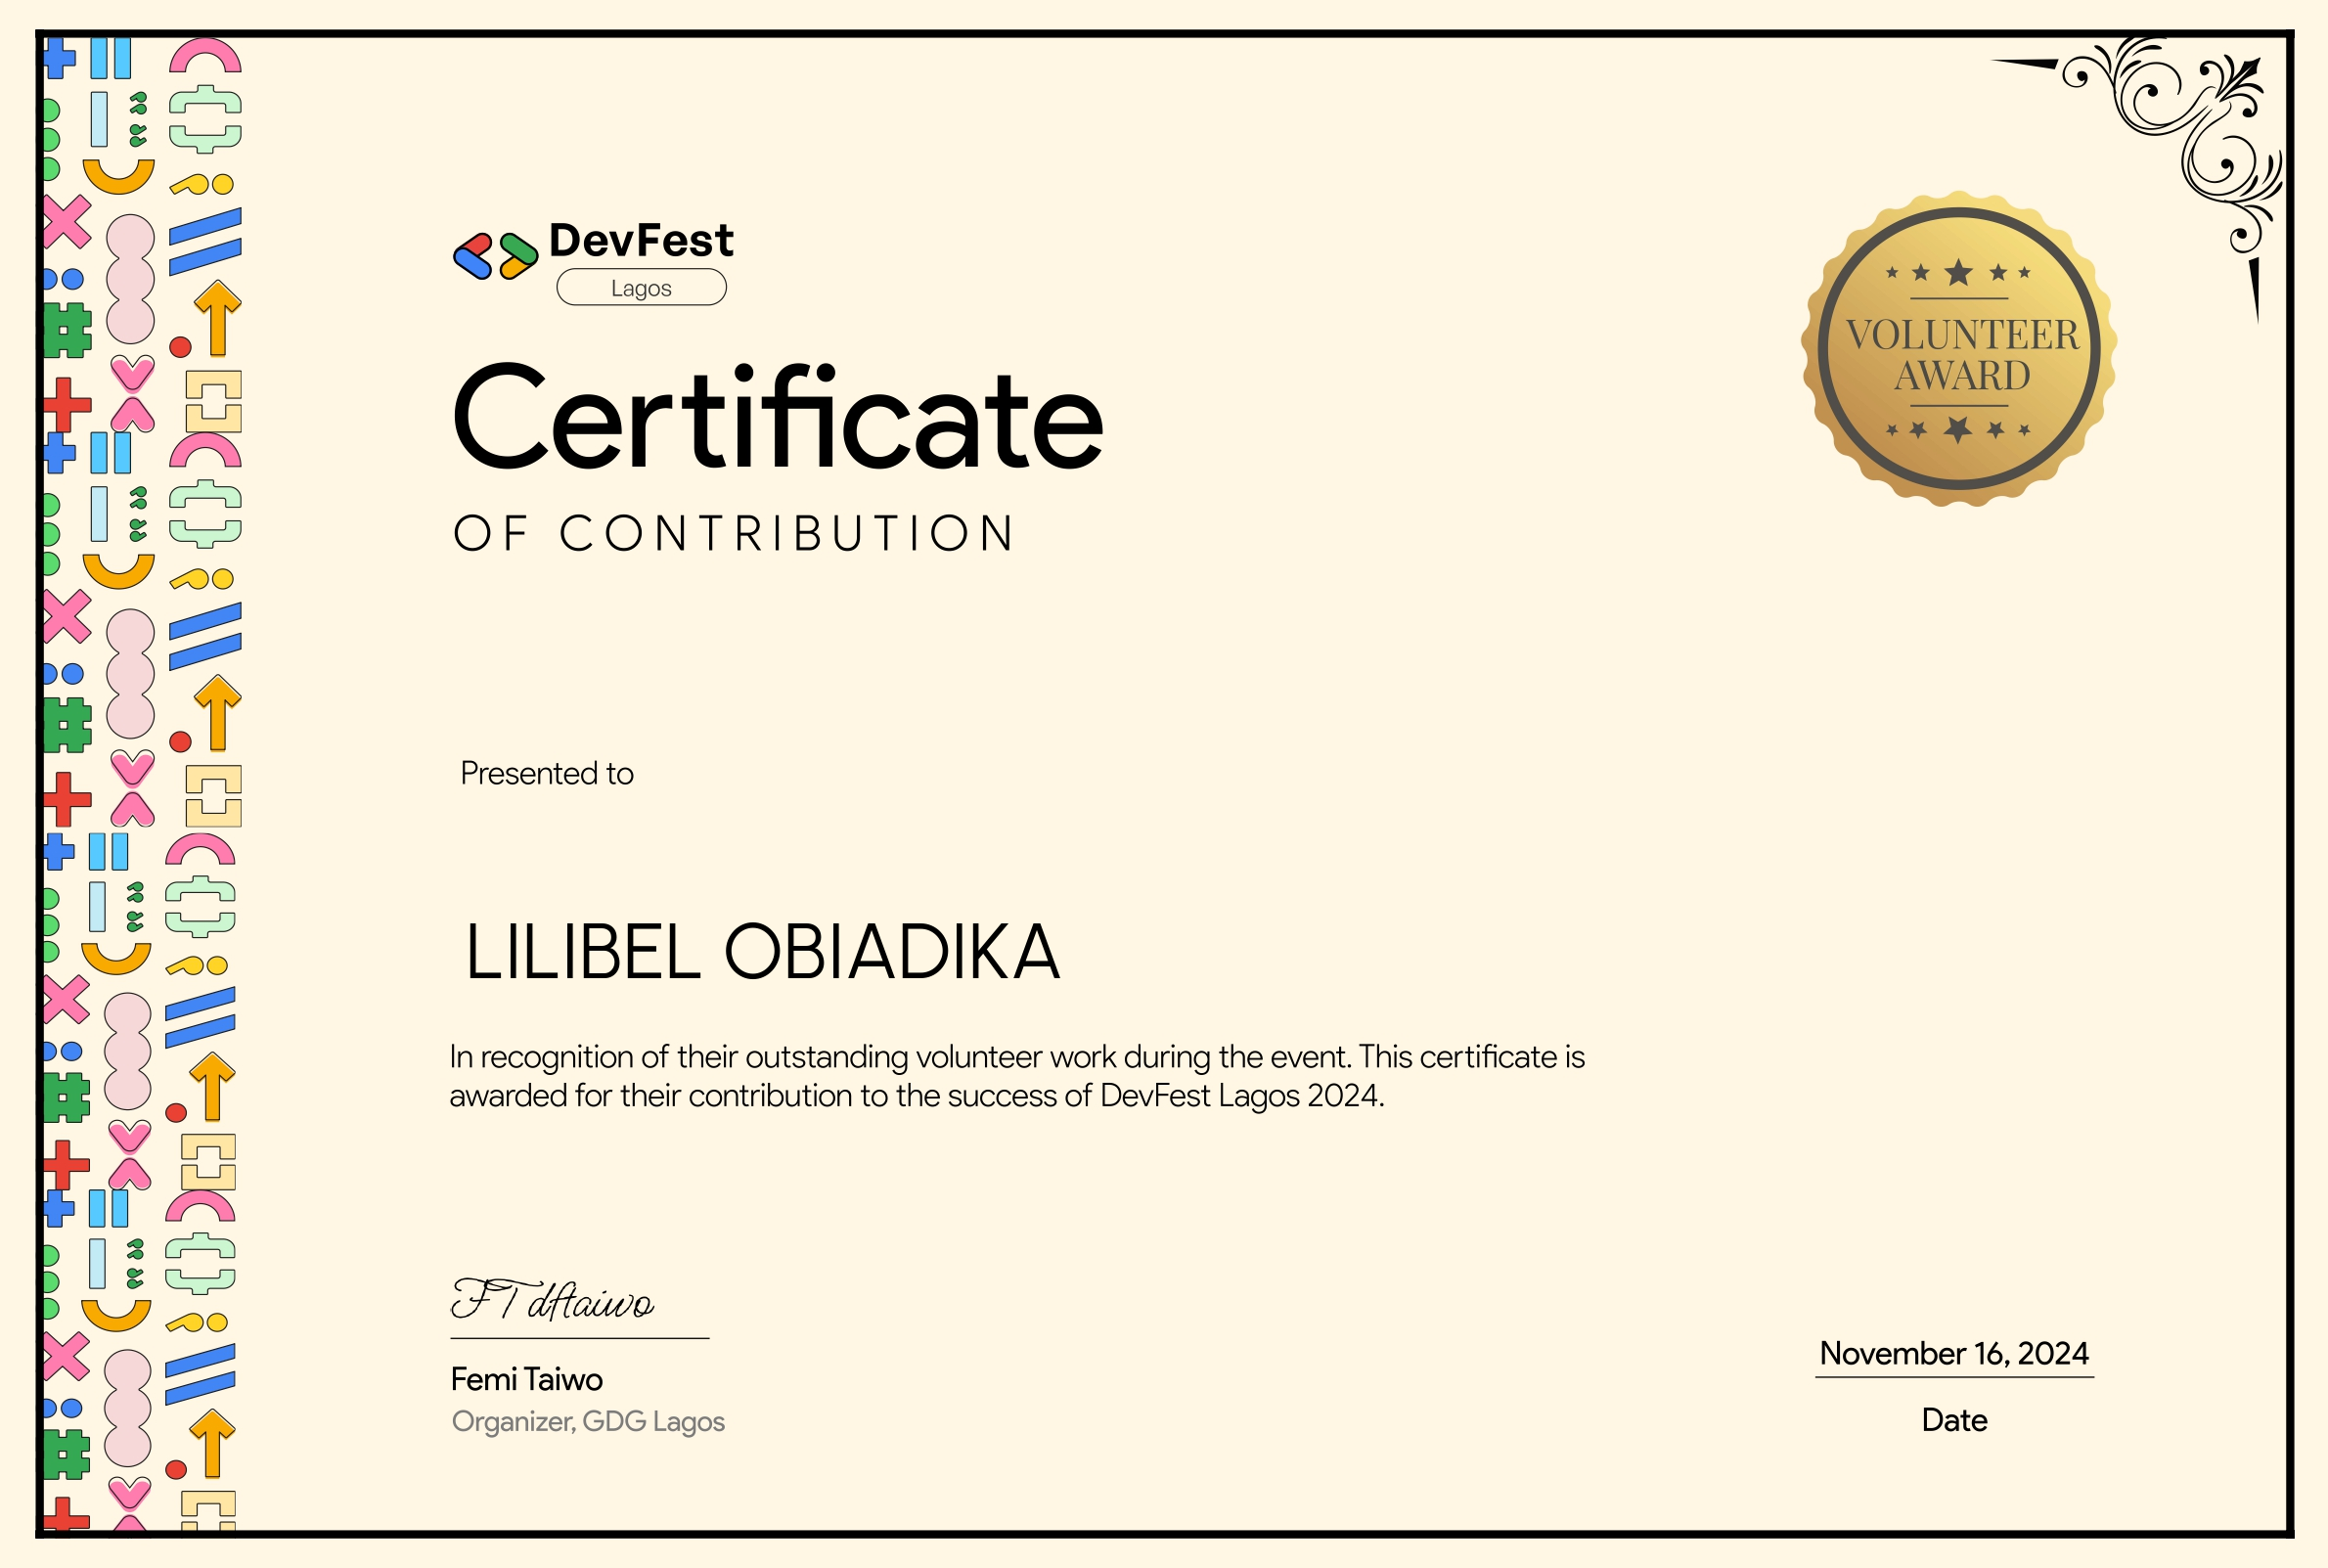 DevFest
Lagos
VOLUNTEER
AWARD
Certificate
OF CONTRIBUTION
Presented to
LILIBEL OBIADIKA
In recognition of their outstanding volunteer work during the event. This certificate is
awarded for their contribution to the success of DevFest Lagos 2024.
FT dftaiwo
Femi Taiwo
Organizer, GDG Lagos
November 16, 2024
Date